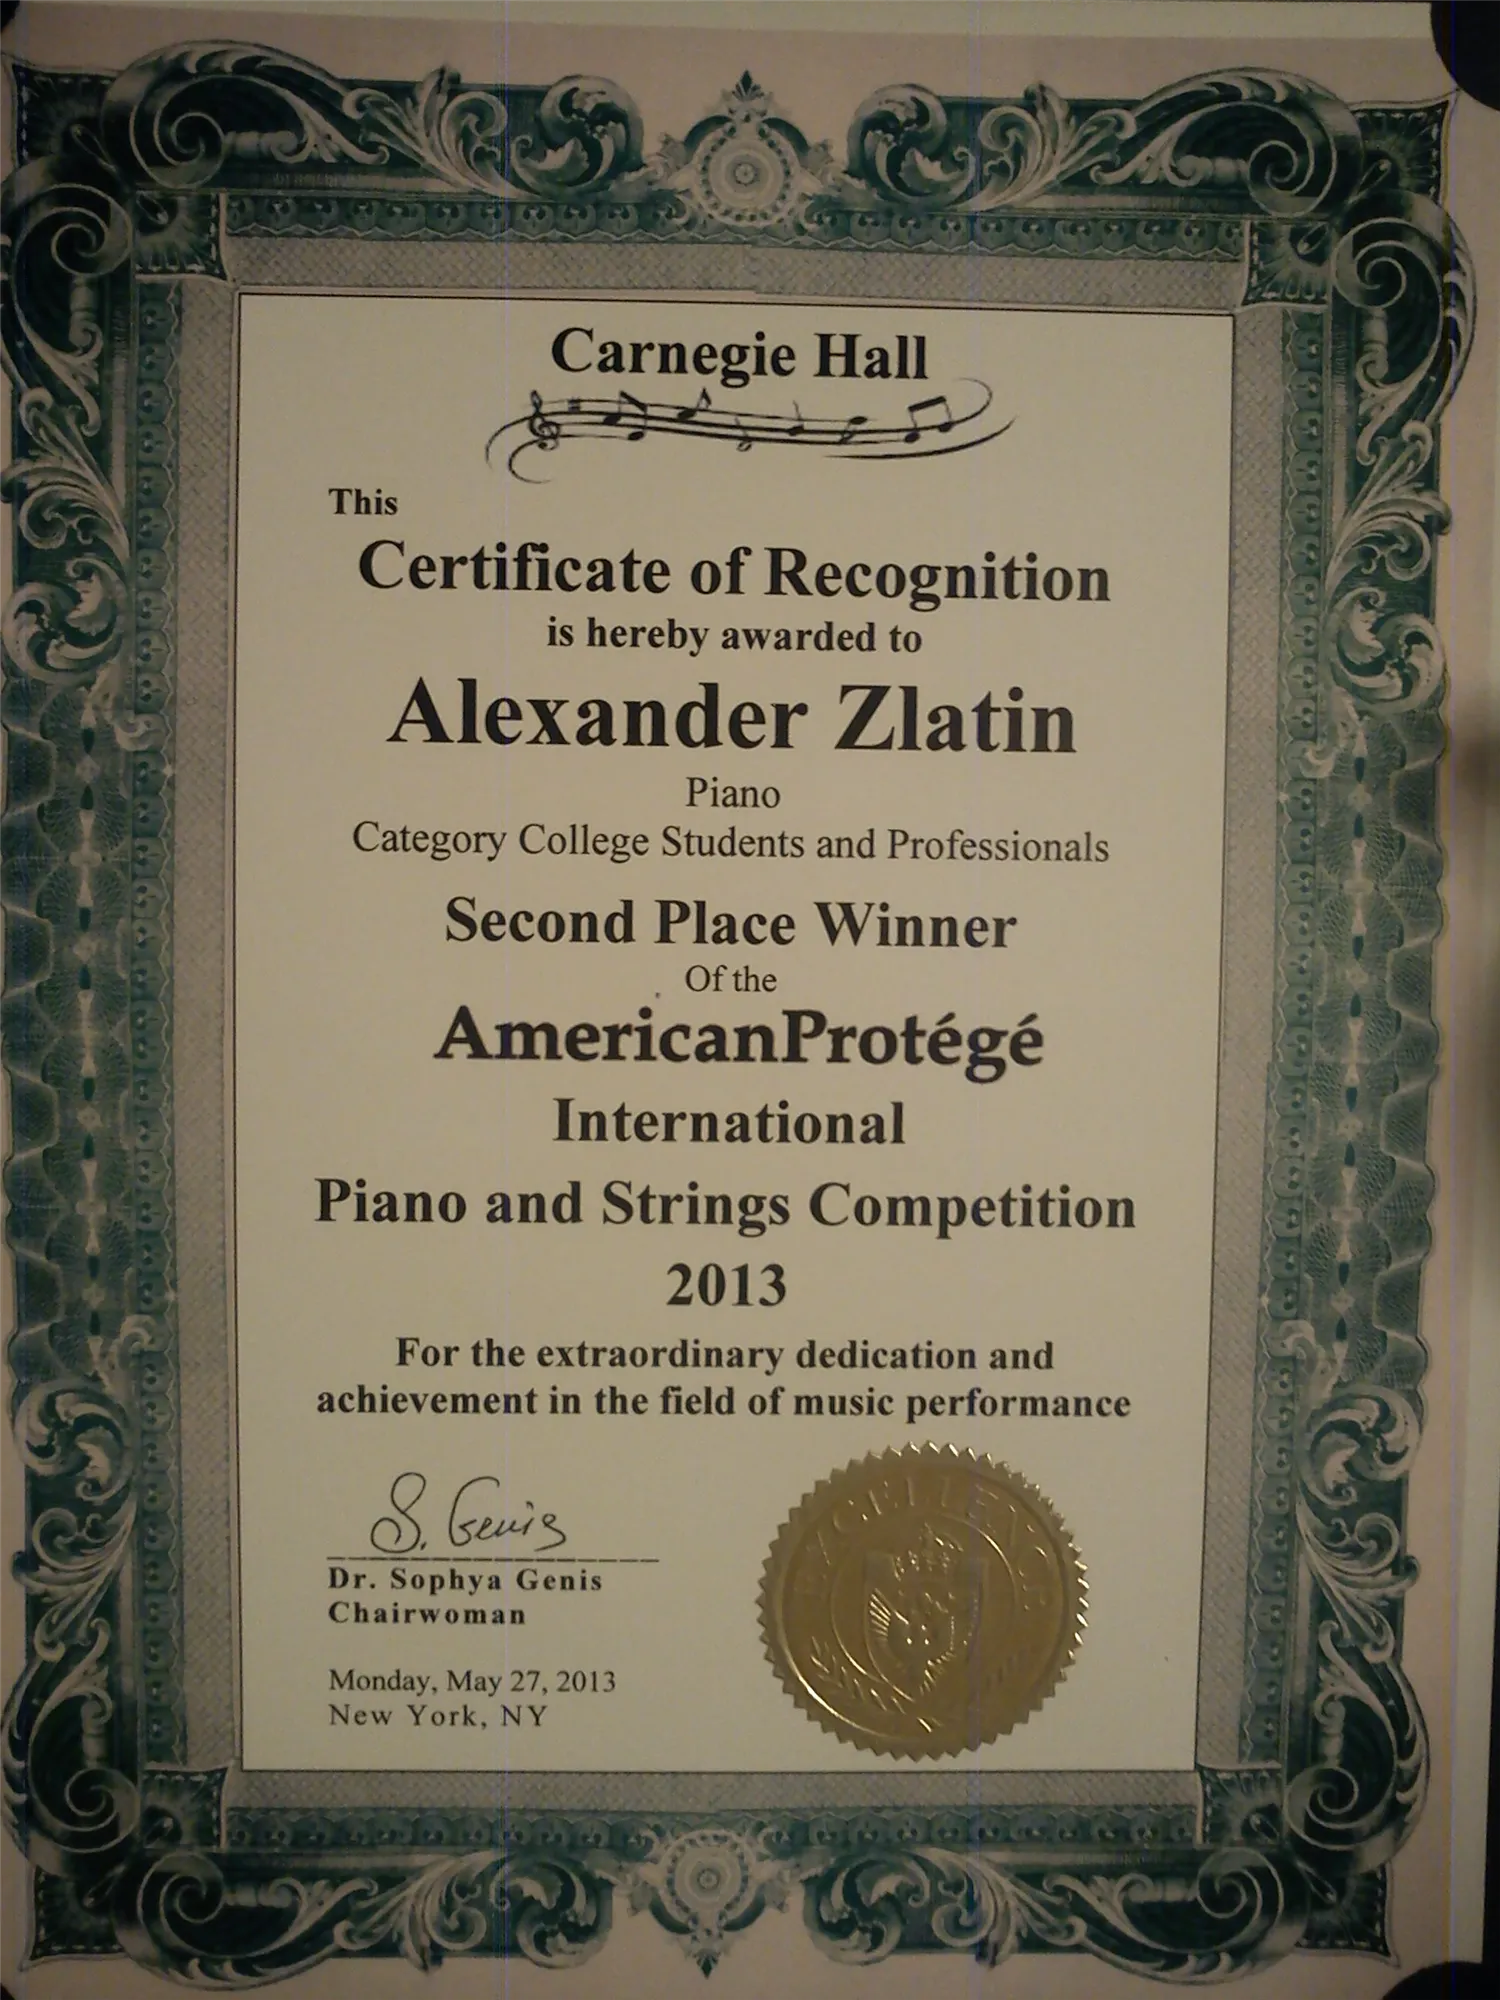 Carnegie Hall
This
Certificate of Recognition
is hereby awarded to
Alexander Zlatin
Piano
Category College Students and Professionals
Second Place Winner
Of the
AmericanProtégé
International
Piano and Strings Competition
2013
For the extraordinary dedication and
achievement in the field of music performance
S. Genis
Dr. Sophya Genis
Chairwoman
Monday, May 27, 2013
New York, NY
EXCELLENCE